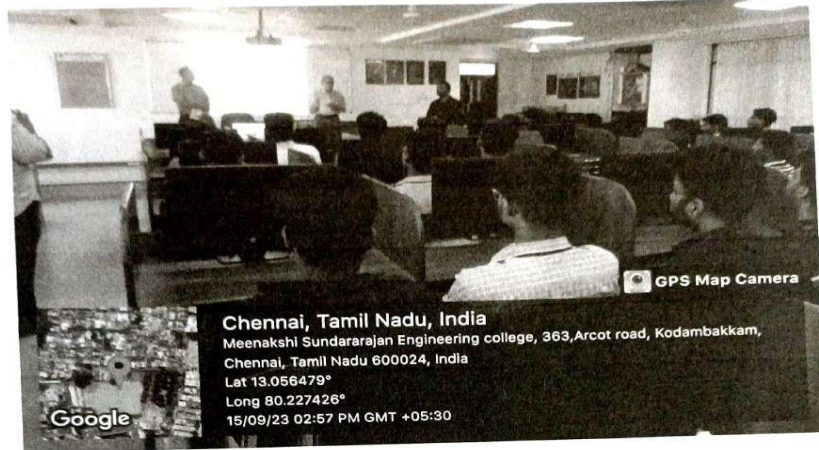 GPS Map Camera
Chennai, Tamil Nadu, India
Meenakshi Sundararajan Engineering college, 363,Arcot road, Kodambakkam,
Chennai, Tamil Nadu 600024, India
Lat 13.056479°
Long 80.227426°
15/09/23 02:57 PM GMT +05:30
Google